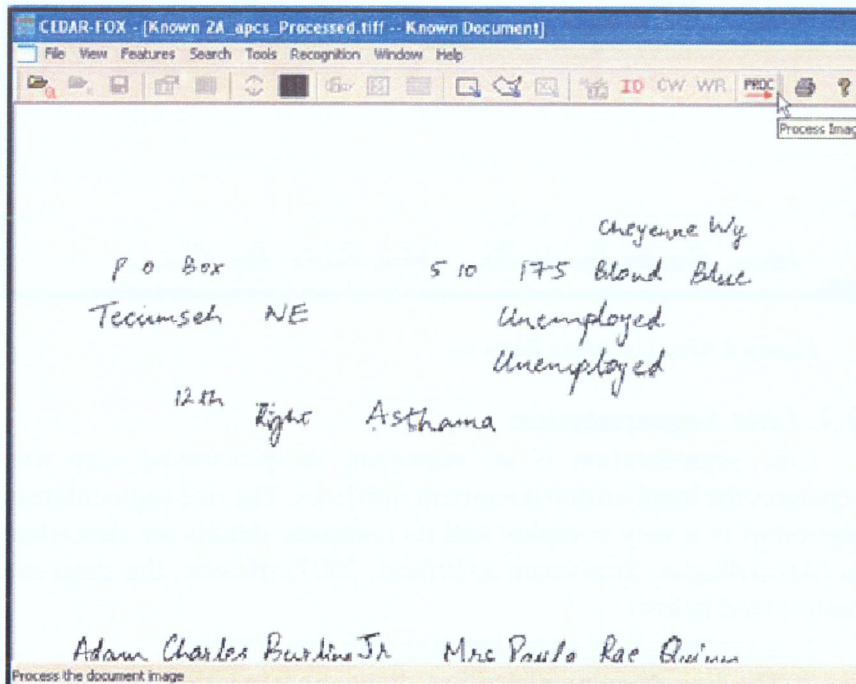 CEDAR-FOX - [Known 2A_apcs_Processed.tiff -- Known Document]
File View Features Search Tools Recognition Window Help
ID CW WR PROC ?
Process Imag
Cheyenne Wy
P O Box 5 10 175 Blond Blue
Tecumseh NE Unemployed
Unemployed
12th Right Asthama
Adam Charles Burline Jr Mrs Paula Rae Quinn
Process the document image